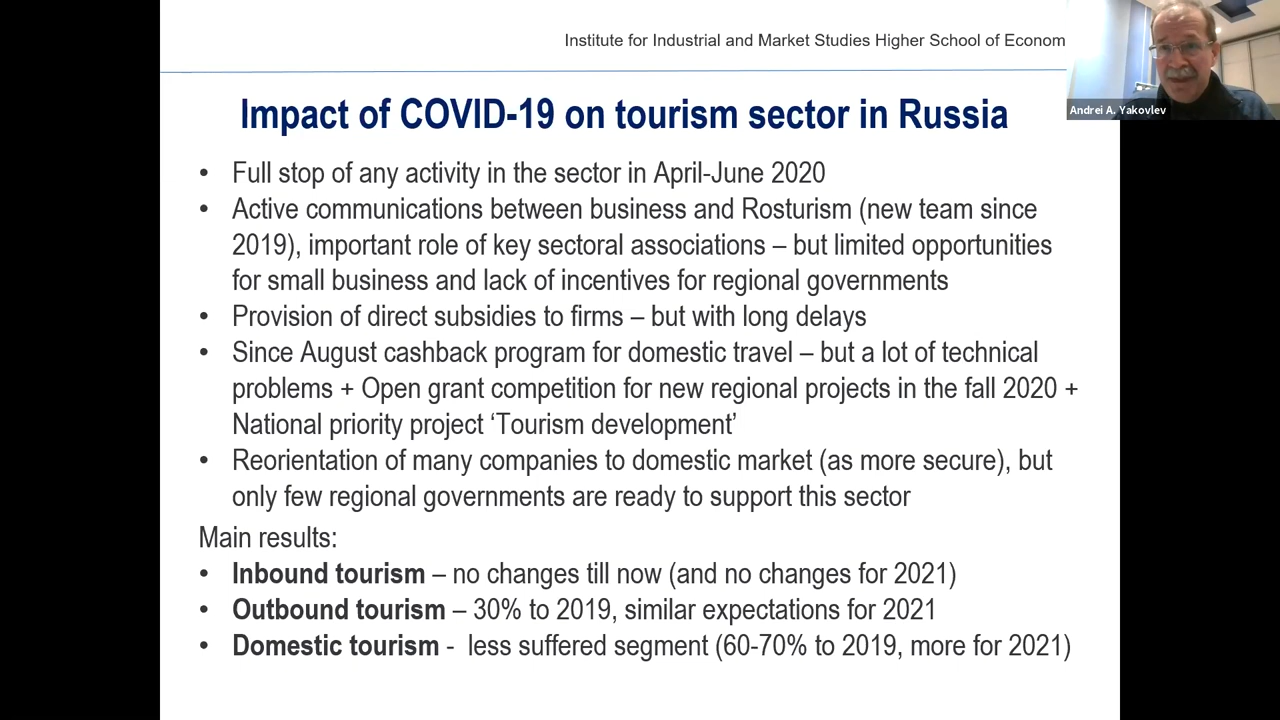 Institute for Industrial and Market Studies Higher School of Econom
Andrei A. Yakovlev
Impact of COVID-19 on tourism sector in Russia
• Full stop of any activity in the sector in April-June 2020
• Active communications between business and Rosturism (new team since
2019), important role of key sectoral associations – but limited opportunities
for small business and lack of incentives for regional governments
• Provision of direct subsidies to firms – but with long delays
• Since August cashback program for domestic travel – but a lot of technical
problems + Open grant competition for new regional projects in the fall 2020 +
National priority project ‘Tourism development’
• Reorientation of many companies to domestic market (as more secure), but
only few regional governments are ready to support this sector
Main results:
• Inbound tourism – no changes till now (and no changes for 2021)
• Outbound tourism – 30% to 2019, similar expectations for 2021
• Domestic tourism - less suffered segment (60-70% to 2019, more for 2021)